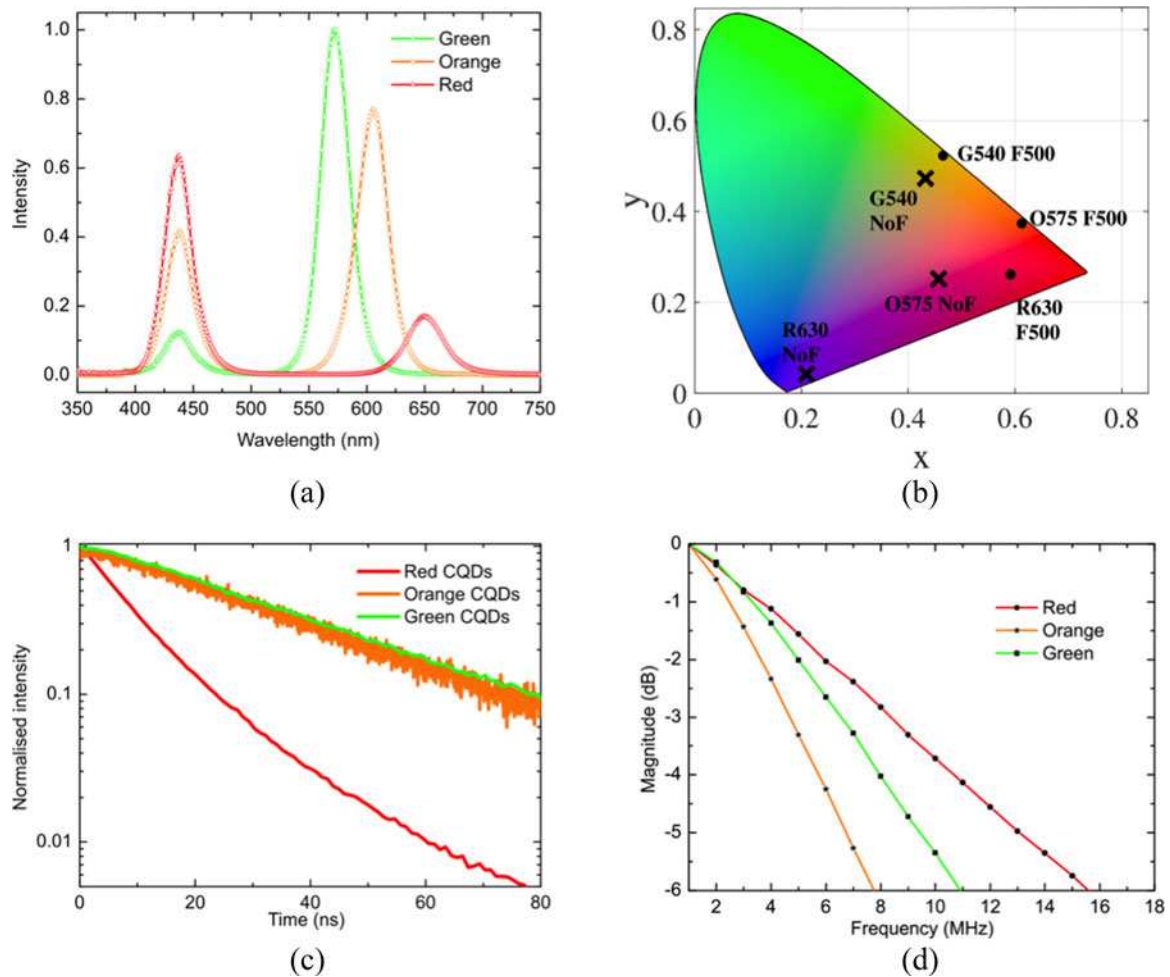 Intensity
1.0
0.8
0.6
0.4
0.2
0.0
Green
Orange
Red
350 400 450 500 550 600 650 700 750
Wavelength (nm)
(a)
y
0.8
0.6
0.4
0.2
0
G540 F500
G540
NoF
O575 F500
O575 NoF
R630
F500
R630
NoF
0 0.2 0.4 0.6 0.8
x
(b)
Normalised intensity
1
0.1
0.01
Red CQDs
Orange CQDs
Green CQDs
0 20 40 60 80
Time (ns)
(c)
Magnitude (dB)
0
-1
-2
-3
-4
-5
-6
Red
Orange
Green
2 4 6 8 10 12 14 16 18
Frequency (MHz)
(d)